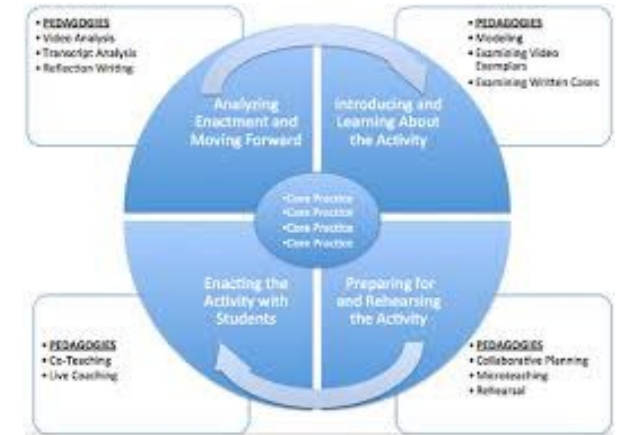 • PEDAGOGIES
• Video Analysis
• Transcript Analysis
• Reflection Writing
• PEDAGOGIES
• Modeling
• Examining Video
Exemplars
• Examining Written Cases
Analyzing
Enactment and
Moving Forward
Introducing and
Learning About
the Activity
•Core Practice
•Core Practice
•Core Practice
•Core Practice
Enacting the
Activity with
Students
Preparing for
and Rehearsing
the Activity
• PEDAGOGIES
• Co-Teaching
• Live Coaching
• PEDAGOGIES
• Collaborative Planning
• Microteaching
• Rehearsal